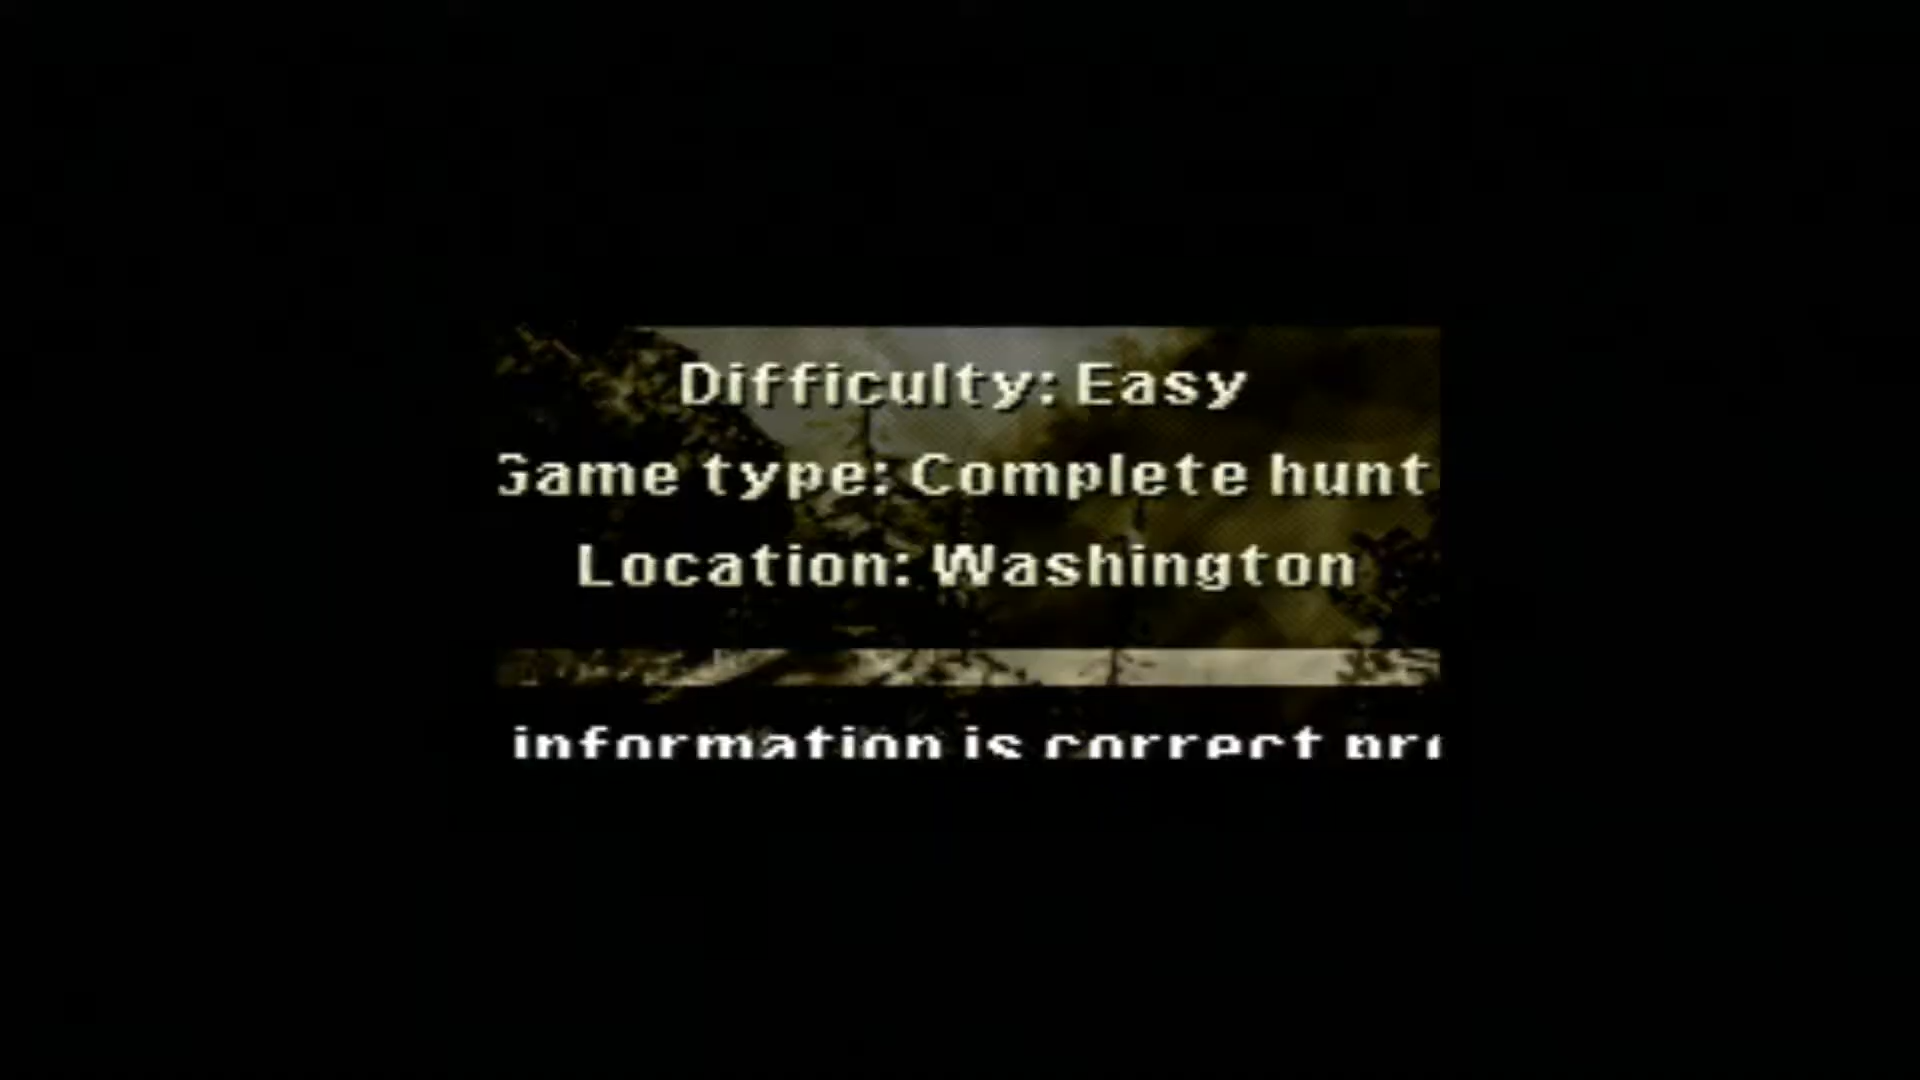 Difficulty: Easy
Game type: Complete hunt
Location: Washington
information is correct